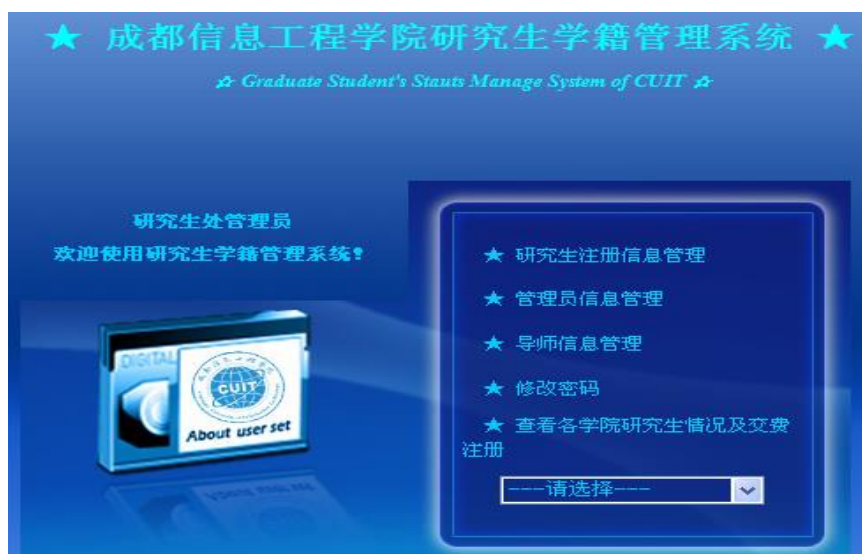 ★ 成都信息工程学院研究生学籍管理系统 ★
☆ Graduate Student's Stauts Manage System of CUIT ☆
研究生处管理员
欢迎使用研究生学籍管理系统!
★ 研究生注册信息管理
★ 管理员信息管理
★ 导师信息管理
★ 修改密码
★ 查看各学院研究生情况及交费
注册
---请选择---
DIGITAL
CUIT
About user set